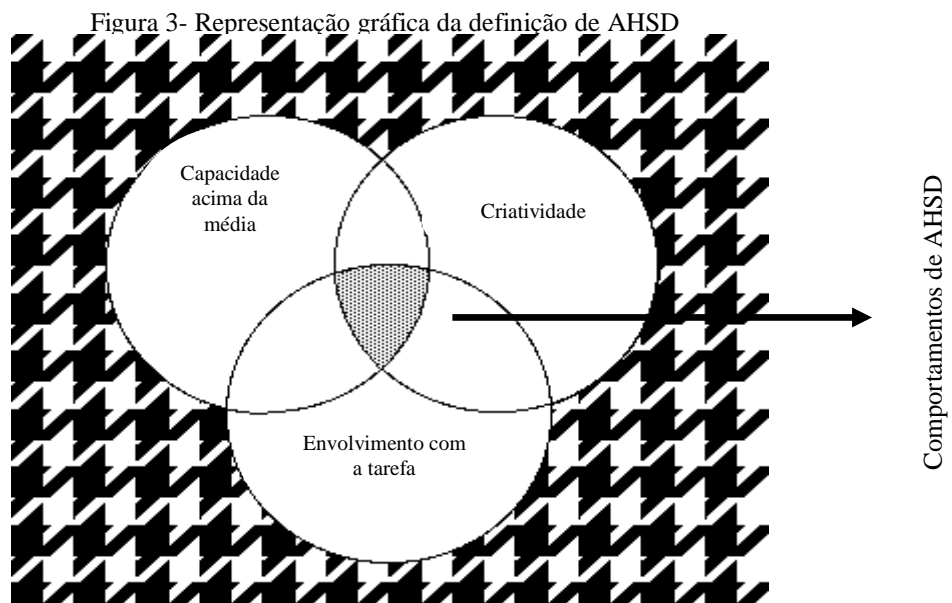 Figura 3- Representação gráfica da definição de AHSD
Capacidade
acima da
média
Criatividade
Envolvimento com
a tarefa
Comportamentos de AHSD